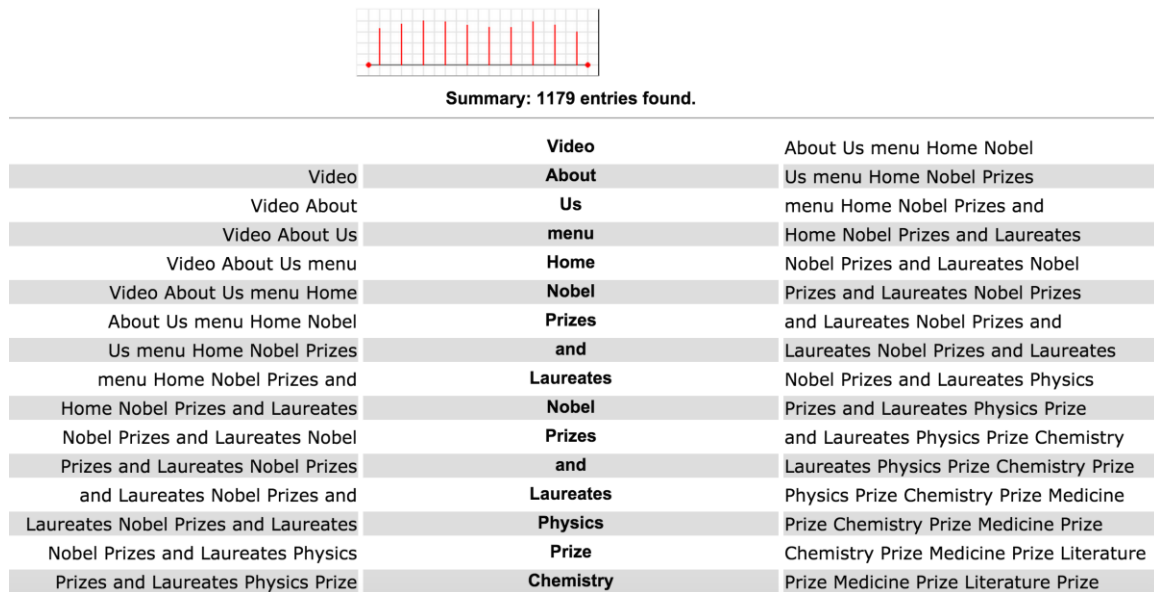 Summary: 1179 entries found.
Video About Us menu Home Nobel
Video About Us menu Home Nobel Prizes
Video About Us menu Home Nobel Prizes and
Video About Us menu Home Nobel Prizes and Laureates
Video About Us menu Home Nobel Prizes and Laureates Nobel
Video About Us menu Home Nobel Prizes and Laureates Nobel Prizes
About Us menu Home Nobel Prizes and Laureates Nobel Prizes and
Us menu Home Nobel Prizes and Laureates Nobel Prizes and Laureates
menu Home Nobel Prizes and Laureates Nobel Prizes and Laureates Physics
Home Nobel Prizes and Laureates Nobel Prizes and Laureates Physics Prize
Nobel Prizes and Laureates Nobel Prizes and Laureates Physics Prize Chemistry
Prizes and Laureates Nobel Prizes and Laureates Physics Prize Chemistry Prize
and Laureates Nobel Prizes and Laureates Physics Prize Chemistry Prize Medicine
Laureates Nobel Prizes and Laureates Physics Prize Chemistry Prize Medicine Prize
Nobel Prizes and Laureates Physics Prize Chemistry Prize Medicine Prize Literature
Prizes and Laureates Physics Prize Chemistry Prize Medicine Prize Literature Prize